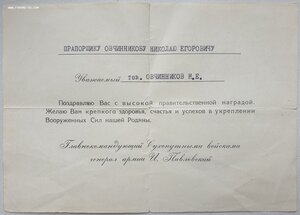 ПРАПОРЩИКУ ОВЧИННИКОВУ НИКОЛАЮ ЕГОРОВИЧУ
Уважаемый тов. ОВЧИННИКОВ Н.Е.
Поздравляю Вас с высокой правительственной наградой.
Желаю Вам крепкого здоровья, счастья и успехов в укреплении
Вооруженных Сил нашей Родины.
Главнокомандующий Сухопутными войсками
генерал армии И. Павловский